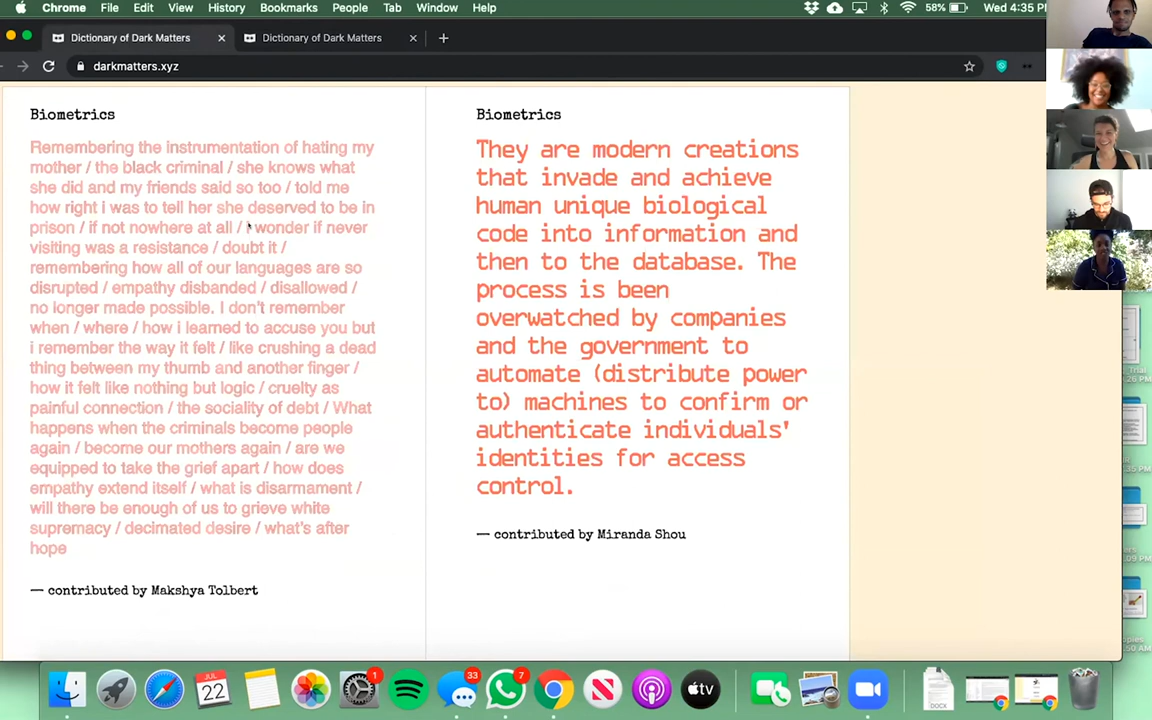 Chrome File Edit View History Bookmarks People Tab Window Help 58% Wed 4:35 PM
Dictionary of Dark Matters Dictionary of Dark Matters
darkmatters.xyz
Biometrics
Remembering the instrumentation of hating my
mother / the black criminal / she knows what
she did and my friends said so too / told me
how right i was to tell her she deserved to be in
prison / if not nowhere at all / i wonder if never
visiting was a resistance / doubt it /
remembering how all of our languages are so
disrupted / empathy disbanded / disallowed /
no longer made possible. I don't remember
when / where / how i learned to accuse you but
i remember the way it felt / like crushing a dead
thing between my thumb and another finger /
how it felt like nothing but logic / cruelty as
painful connection / the sociality of debt / What
happens when the criminals become people
again / become our mothers again / are we
equipped to take the grief apart / how does
empathy extend itself / what is disarmament /
will there be enough of us to grieve white
supremacy / decimated desire / what's after
hope
— contributed by Makshya Tolbert
Biometrics
They are modern creations
that invade and achieve
human unique biological
code into information and
then to the database. The
process is been
overwatched by companies
and the government to
automate (distribute power
to) machines to confirm or
authenticate individuals'
identities for access
control.
— contributed by Miranda Shou
Trial
JUL
22
1
33
7
tv
DOCX